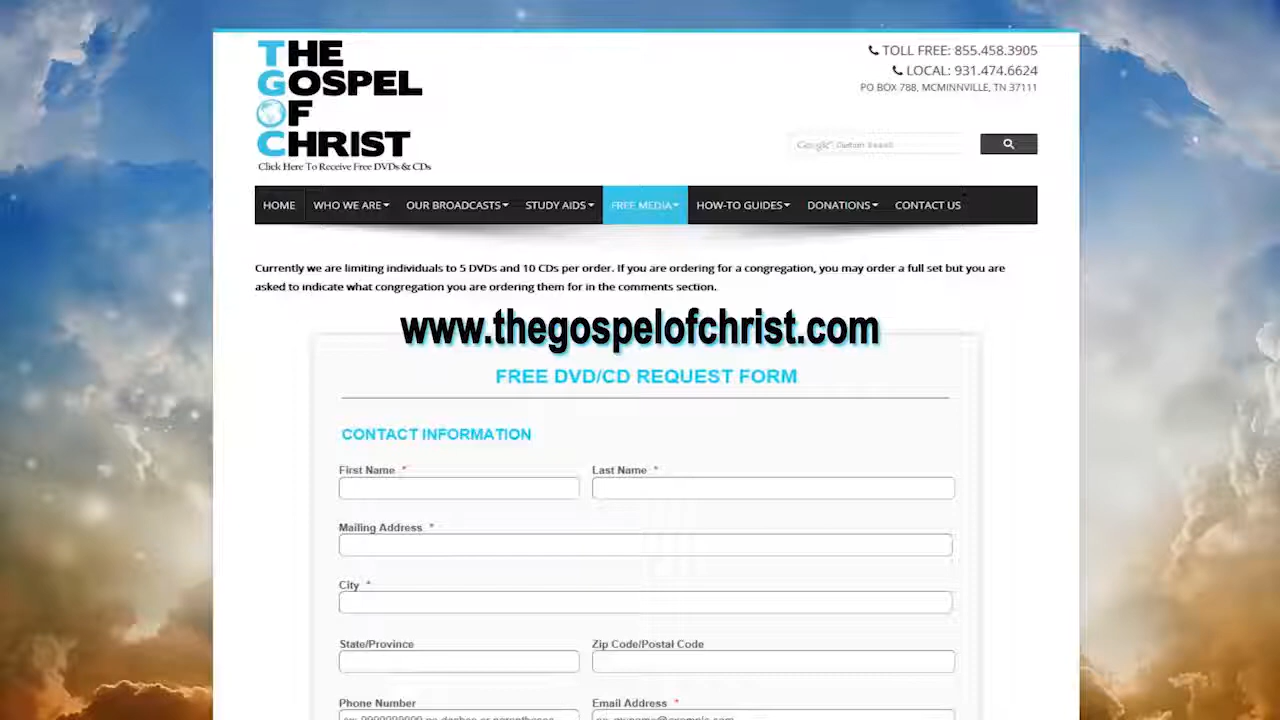 THE
GOSPEL
OF
CHRIST
Click Here To Receive Free DVDs & CDs
TOLL FREE: 855.458.3905
LOCAL: 931.474.6624
PO BOX 788, MCMINNVILLE, TN 37111
Google Custom Search
HOME WHO WE ARE OUR BROADCASTS STUDY AIDS FREE MEDIA HOW-TO GUIDES DONATIONS CONTACT US
Currently we are limiting individuals to 5 DVDs and 10 CDs per order. If you are ordering for a congregation, you may order a full set but you are
asked to indicate what congregation you are ordering them for in the comments section.
www.thegospelofchrist.com
FREE DVD/CD REQUEST FORM
CONTACT INFORMATION
First Name * Last Name *
Mailing Address *
City *
State/Province Zip Code/Postal Code
Phone Number Email Address *